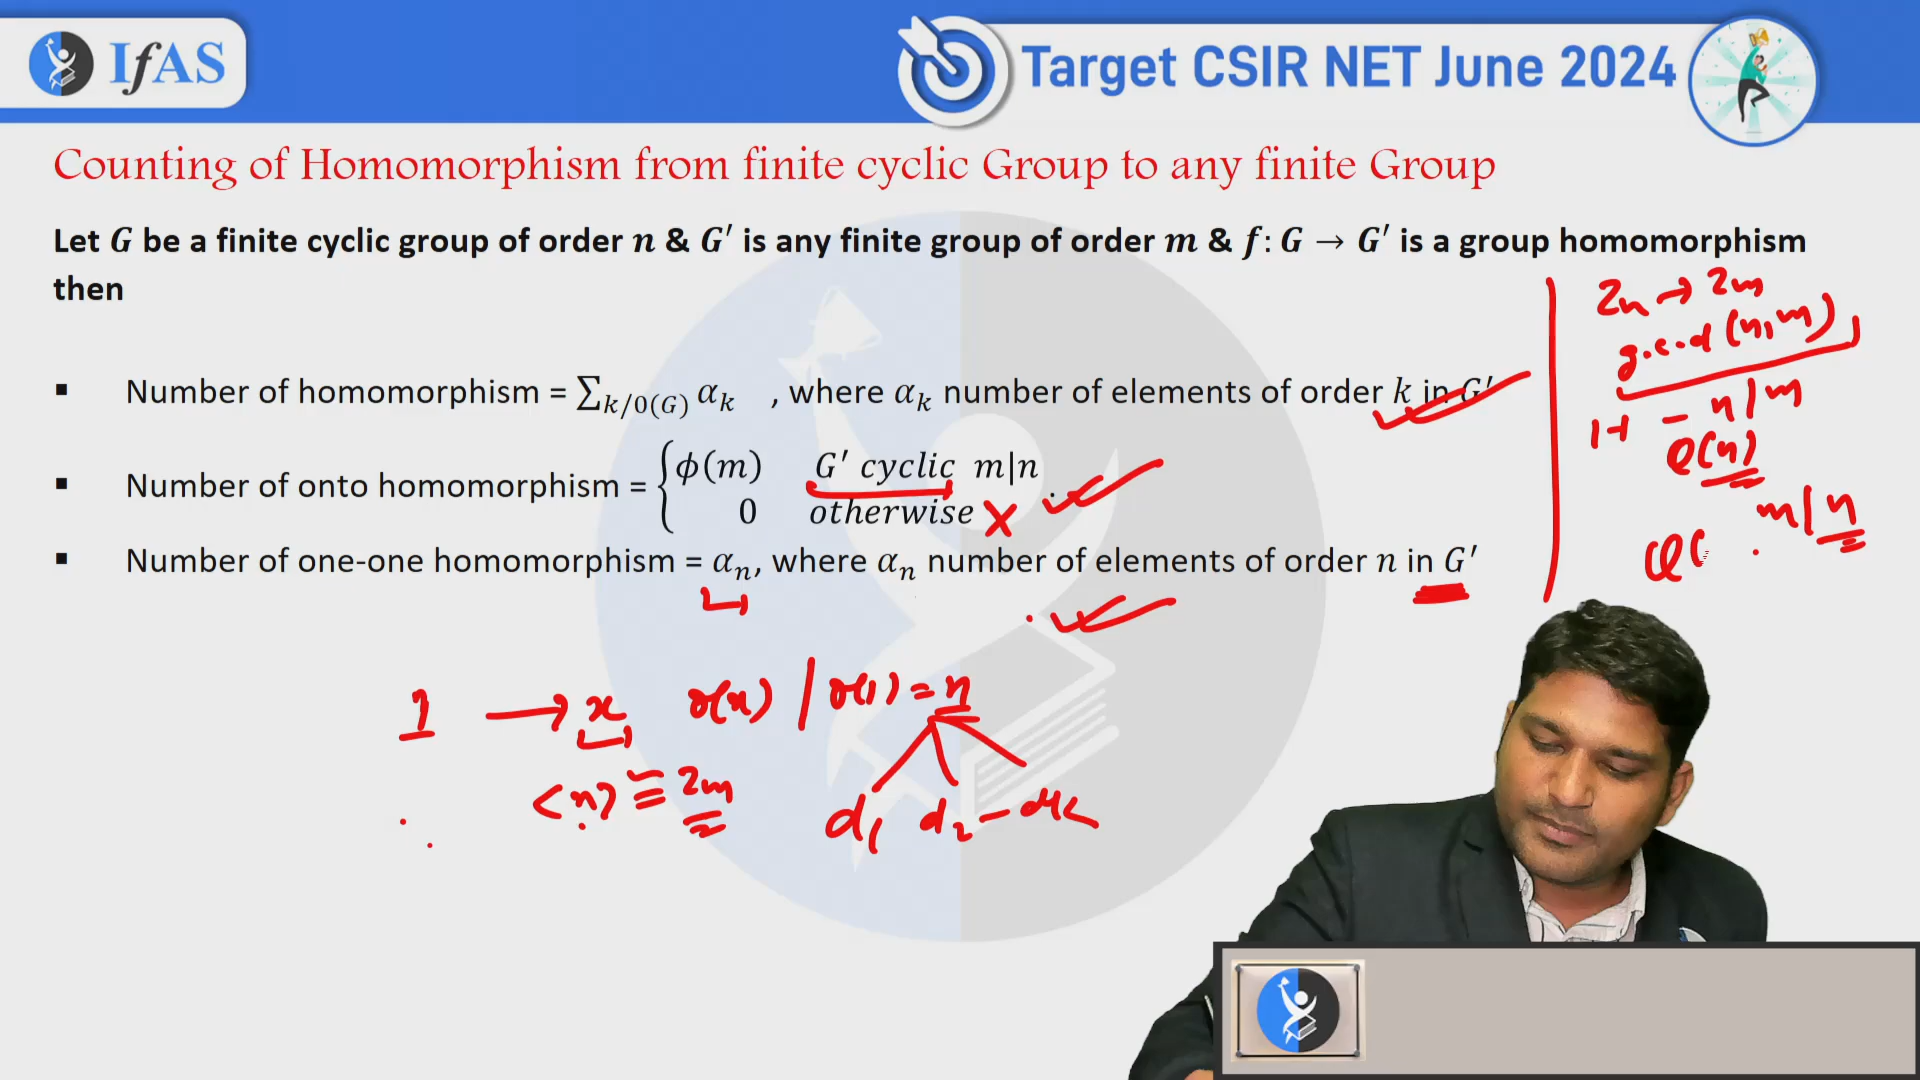 IfAS
Target CSIR NET June 2024
Counting of Homomorphism from finite cyclic Group to any finite Group
Let G be a finite cyclic group of order n & G′ is any finite group of order m & f: G → G′ is a group homomorphism
then
▪ Number of homomorphism = ∑k/0(G) αk , where αk number of elements of order k in G′
▪ Number of onto homomorphism = { ϕ(m) G′ cyclic m|n
0 otherwise .
▪ Number of one-one homomorphism = αn, where αn number of elements of order n in G′
Zn → Zm
g.c.d (n, m)
1-1 – n/m
φ(n)
m/n
φ(
1 → x o(x) / o(1) = n
<n> ≅ Zm
d1 d2 – dk